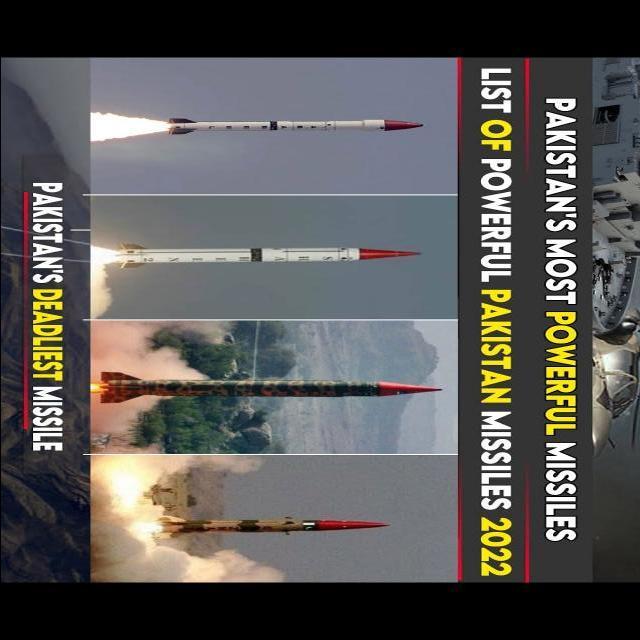 PAKISTAN'S MOST POWERFUL MISSILES
LIST OF POWERFUL PAKISTAN MISSILES 2022
PAKISTAN'S DEADLIEST MISSILE